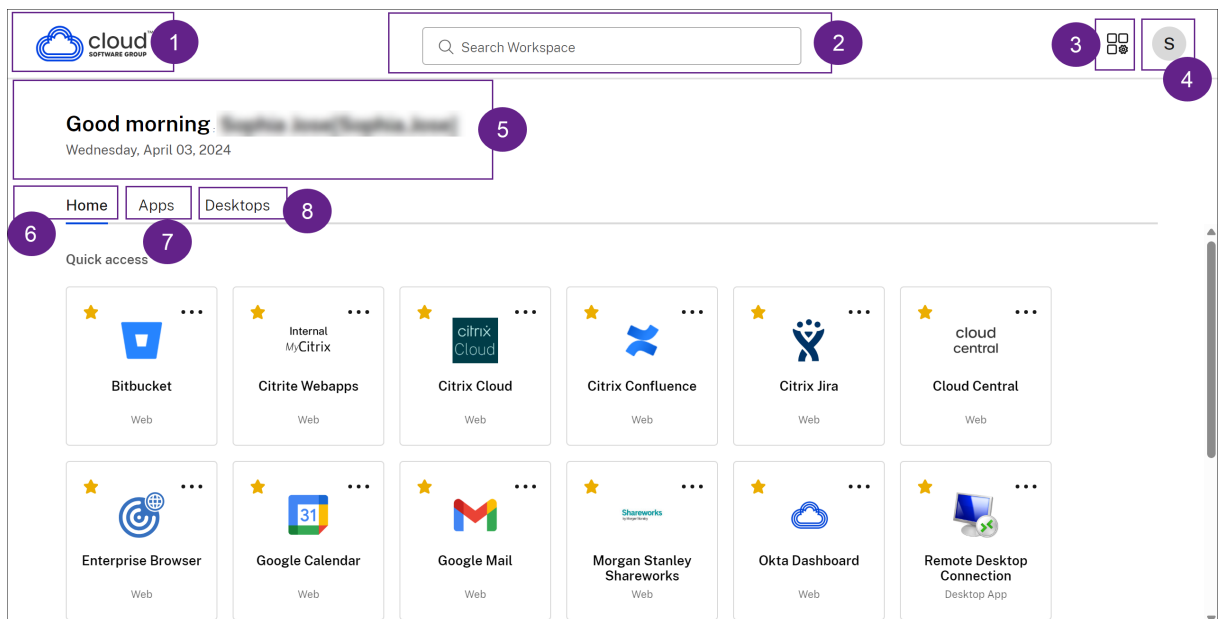 cloud™
SOFTWARE GROUP
1
Search Workspace
2
3
S
4
Good morning
5
Wednesday, April 03, 2024
Home
Apps
Desktops
8
6
7
Quick access
Internal
MyCitrix
citrix
Cloud
cloud
central
Bitbucket
Citrite Webapps
Citrix Cloud
Citrix Confluence
Citrix Jira
Cloud Central
Web
Web
Web
Web
Web
Web
31
Shareworks
Enterprise Browser
Google Calendar
Google Mail
Morgan Stanley
Shareworks
Okta Dashboard
Remote Desktop
Connection
Web
Web
Web
Web
Web
Desktop App